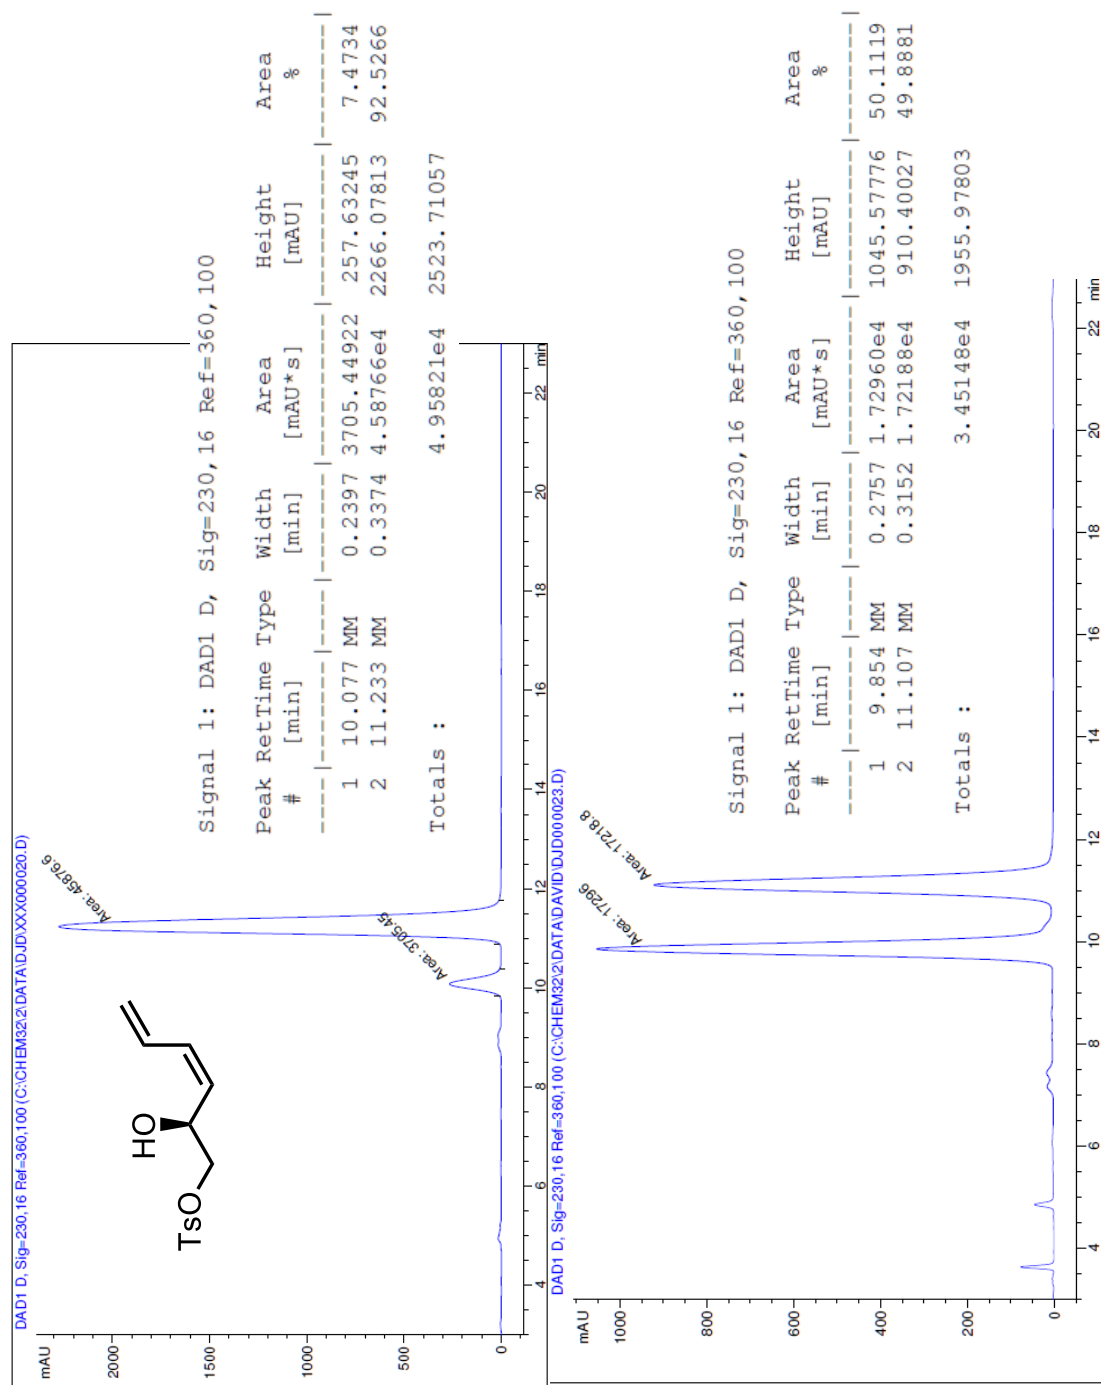 DAD1 D, Sig=230,16 Ref=360,100 (C:\CHEM32\2\DATA\DJD\XXX000020.D)
mAU
2000
1500
1000
500
0
4
6
8
10
12
14
16
18
20
22
min
Area: 3705.45
Area: 45876.6
TsO
HO
Signal 1: DAD1 D, Sig=230,16 Ref=360,100
Peak RetTime Type Width Area Height Area
# [min] [min] [mAU*s] [mAU] %
----|-------|------|-------|----------|----------|--------|
1 10.077 MM 0.2397 3705.44922 257.63245 7.4734
2 11.233 MM 0.3374 4.58766e4 2266.07813 92.5266
Totals : 4.95821e4 2523.71057
DAD1 D, Sig=230,16 Ref=360,100 (C:\CHEM32\2\DATA\DAVID\DJD000023.D)
mAU
1000
800
600
400
200
0
4
6
8
10
12
14
16
18
20
22
min
Area: 17296
Area: 17218.8
Signal 1: DAD1 D, Sig=230,16 Ref=360,100
Peak RetTime Type Width Area Height Area
# [min] [min] [mAU*s] [mAU] %
----|-------|------|-------|----------|----------|--------|
1 9.854 MM 0.2757 1.72960e4 1045.57776 50.1119
2 11.107 MM 0.3152 1.72188e4 910.40027 49.8881
Totals : 3.45148e4 1955.97803